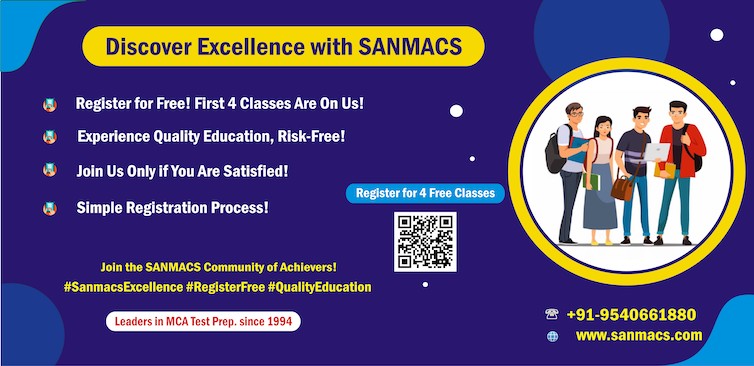 Discover Excellence with SANMACS
Register for Free! First 4 Classes Are On Us!
Experience Quality Education, Risk-Free!
Join Us Only if You Are Satisfied!
Simple Registration Process!
Register for 4 Free Classes
Join the SANMACS Community of Achievers!
#SanmacsExcellence #RegisterFree #QualityEducation
Leaders in MCA Test Prep. since 1994
+91-9540661880
www.sanmacs.com